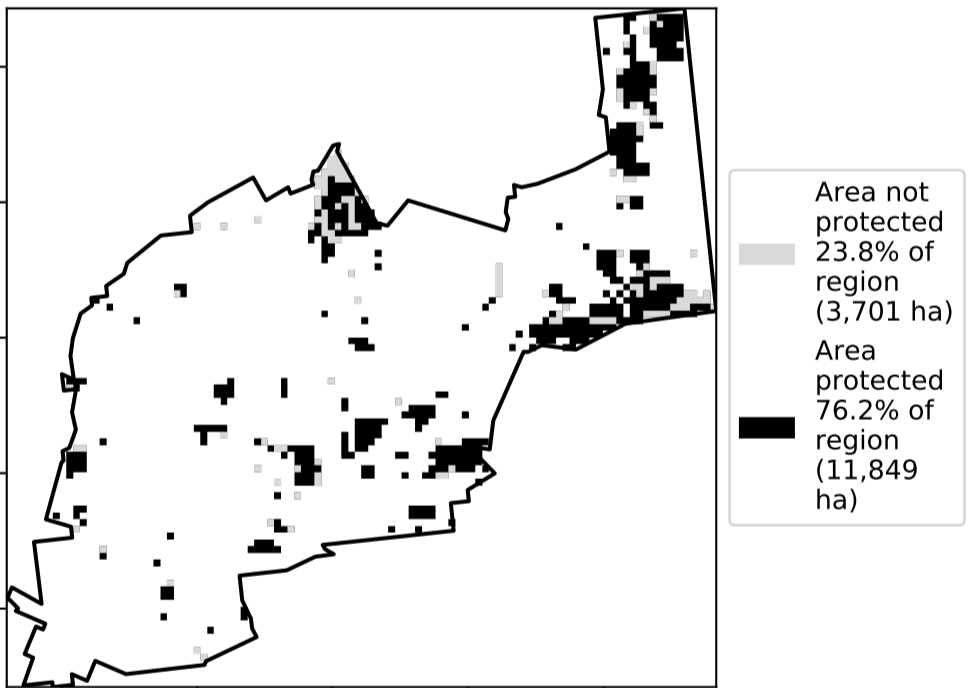 Area not
protected
23.8% of
region
(3,701 ha)
Area
protected
76.2% of
region
(11,849
ha)